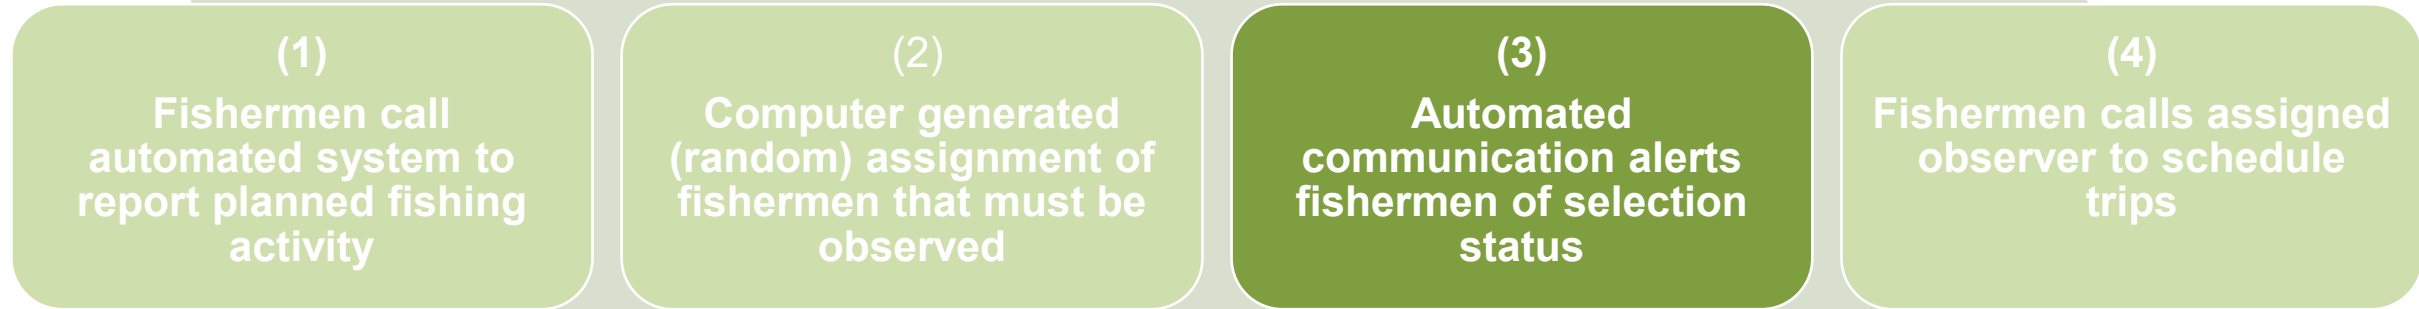 (1)
Fishermen call
automated system to
report planned fishing
activity
(2)
Computer generated
(random) assignment of
fishermen that must be
observed
(3)
Automated
communication alerts
fishermen of selection
status
(4)
Fishermen calls assigned
observer to schedule
trips